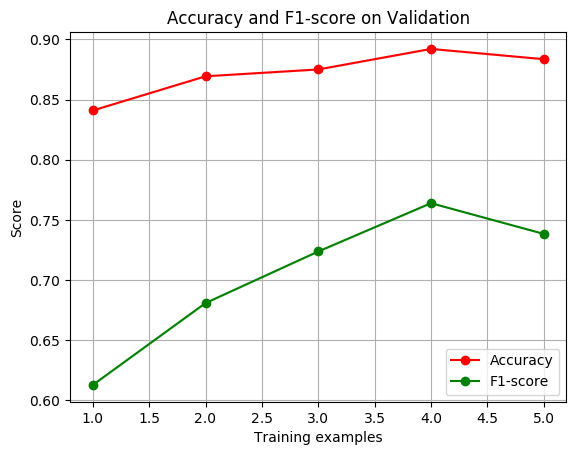 Accuracy and F1-score on Validation
0.90
0.85
0.80
0.75
0.70
0.65
0.60
Score
1.0 1.5 2.0 2.5 3.0 3.5 4.0 4.5 5.0
Training examples
Accuracy
F1-score